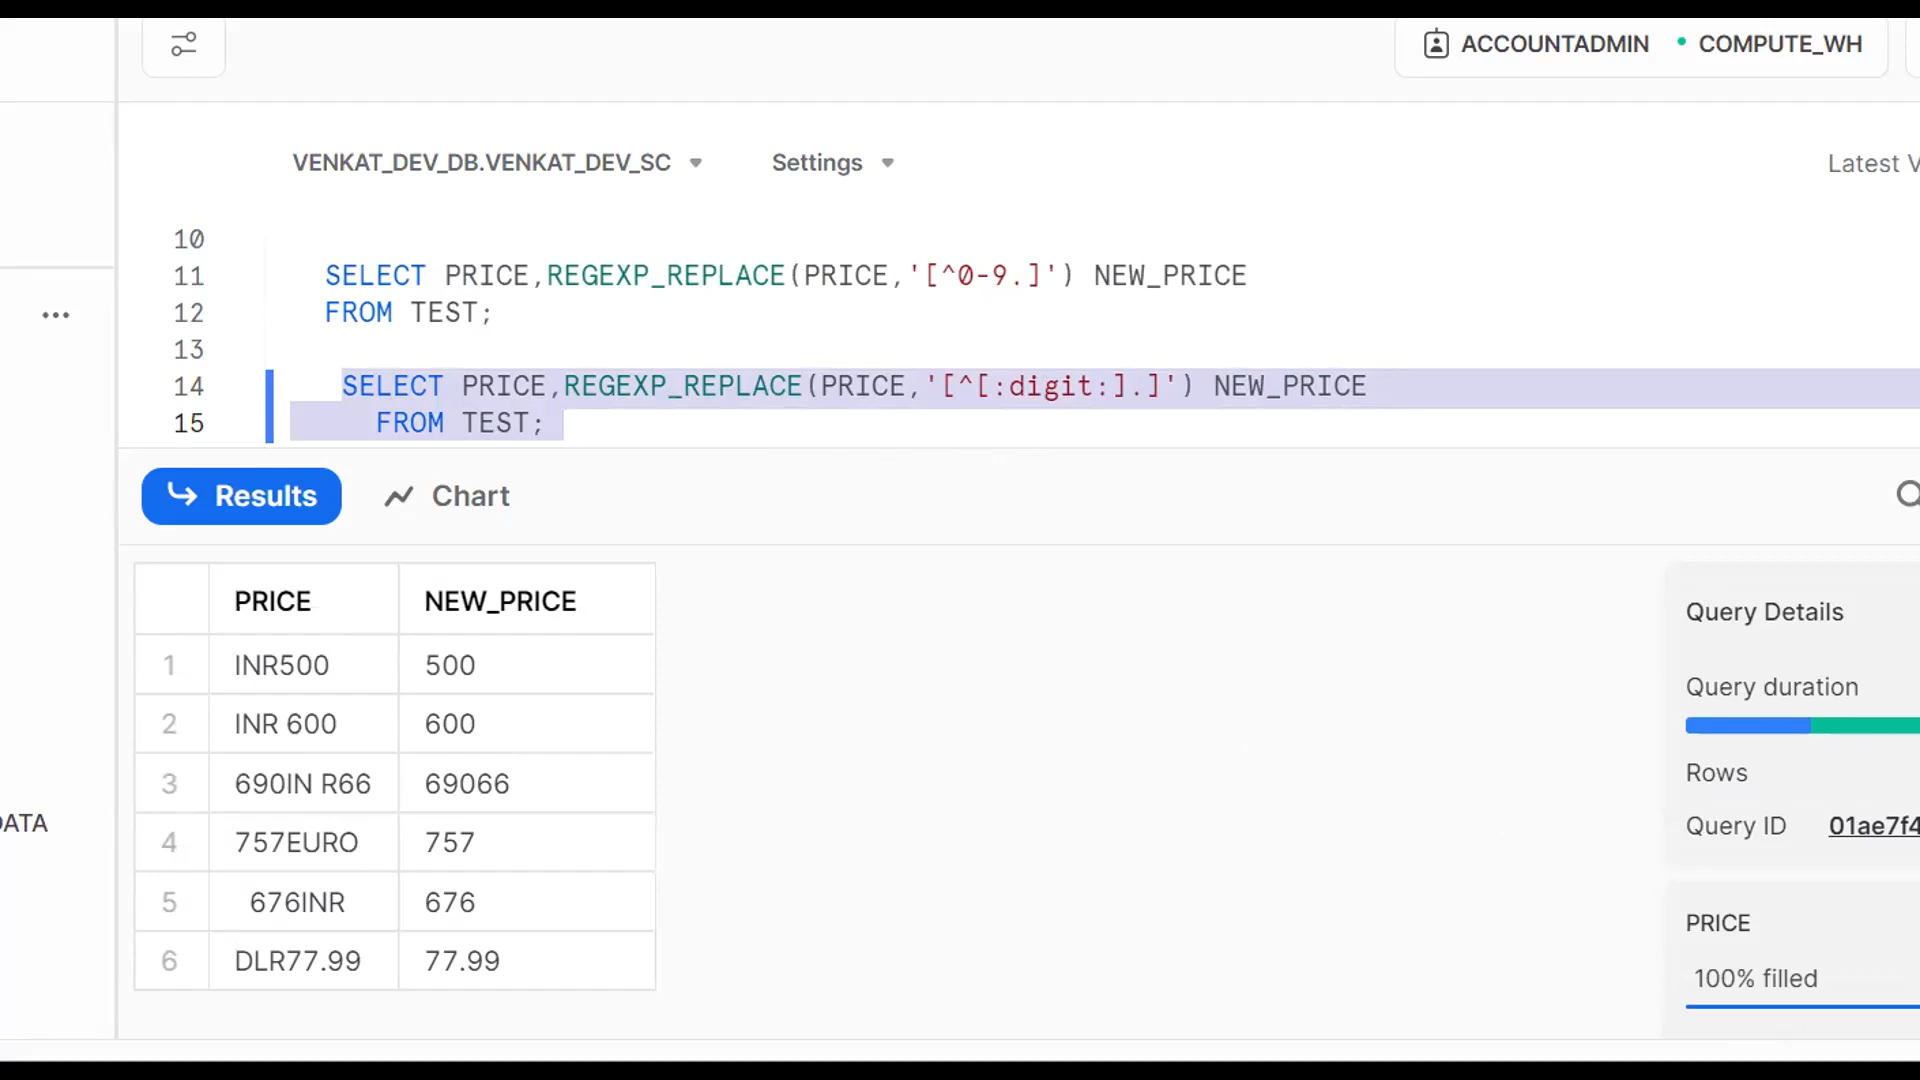 ACCOUNTADMIN COMPUTE_WH
VENKAT_DEV_DB.VENKAT_DEV_SC Settings Latest V
10
11 SELECT PRICE,REGEXP_REPLACE(PRICE,'[^0-9.]') NEW_PRICE
12 FROM TEST;
13
14 SELECT PRICE,REGEXP_REPLACE(PRICE,'[^[:digit:].]') NEW_PRICE
15 FROM TEST;
Results Chart
PRICE NEW_PRICE
1 INR500 500
2 INR 600 600
3 690IN R66 69066
4 757EURO 757
5 676INR 676
6 DLR77.99 77.99
DATA
Query Details
Query duration
Rows
Query ID 01ae7f4
PRICE
100% filled